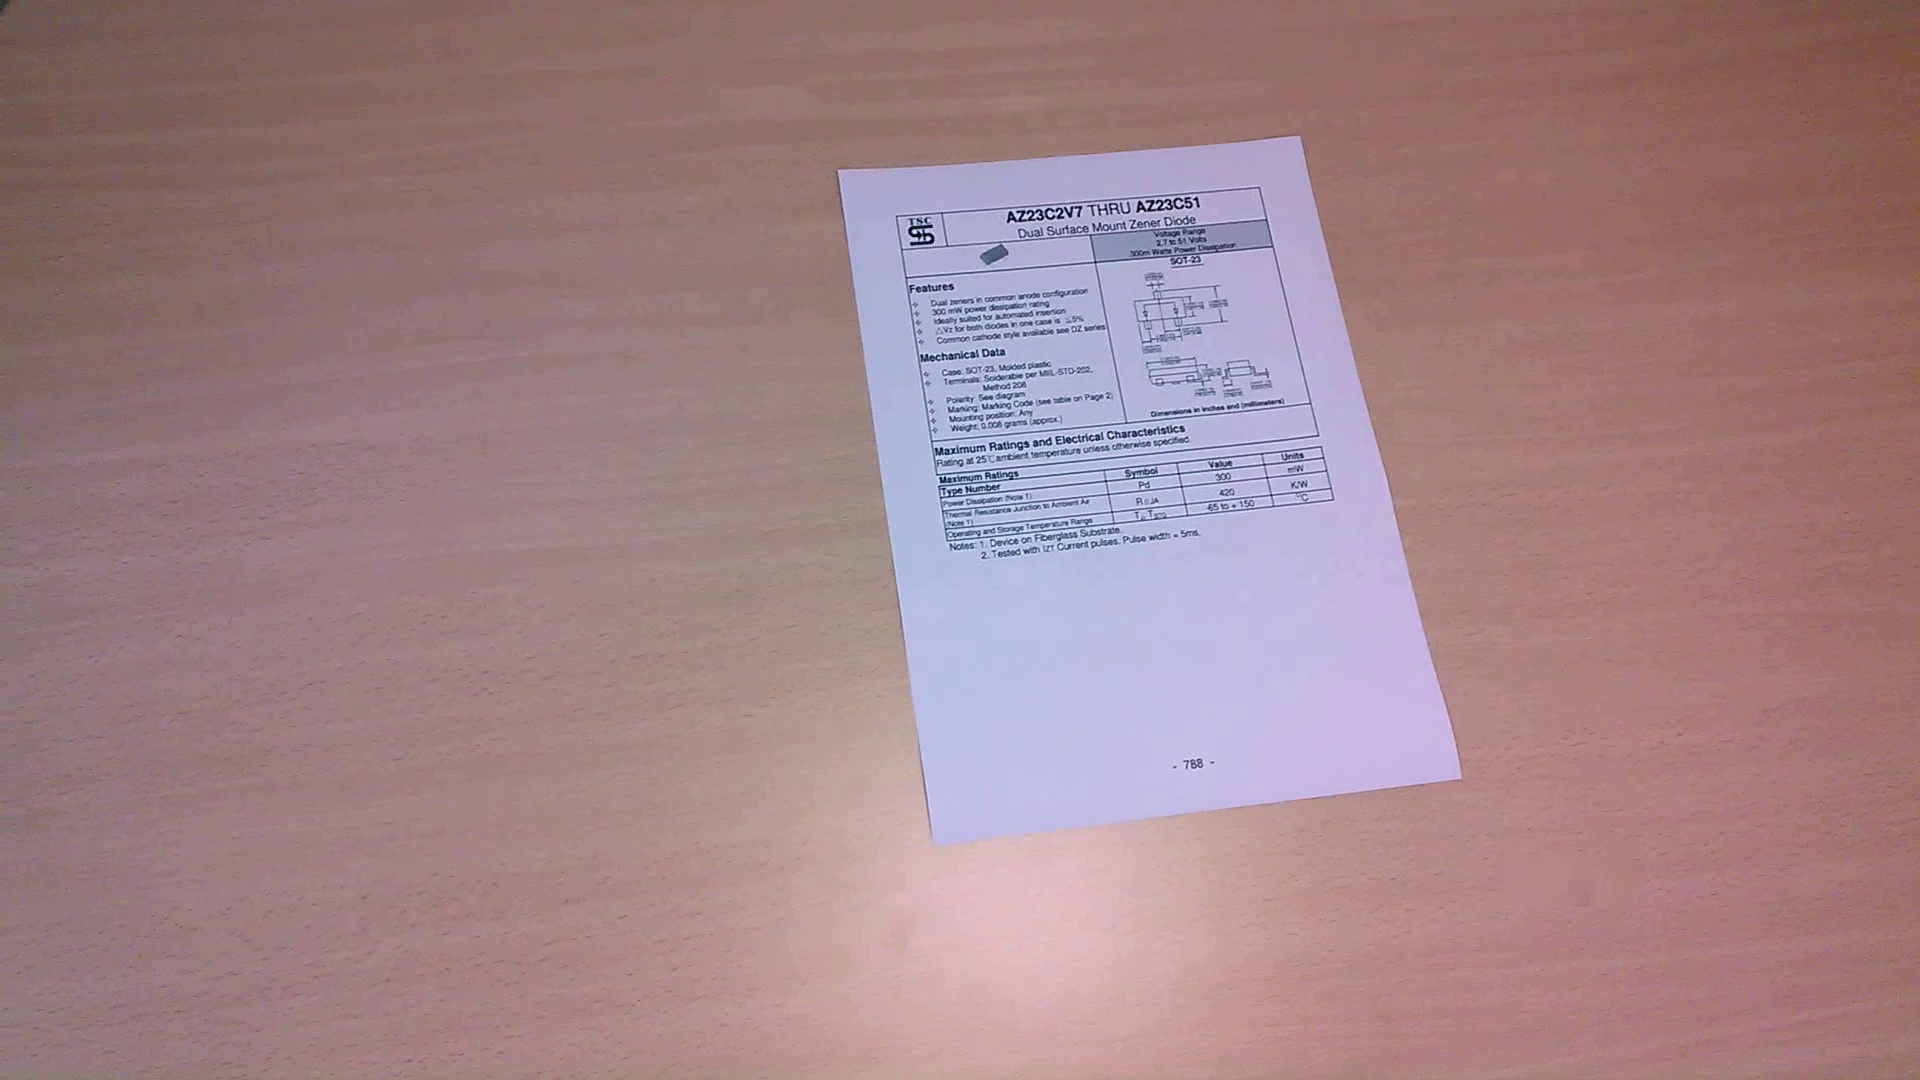 TSC
AZ23C2V7 THRU AZ23C51
Dual Surface Mount Zener Diode
Voltage Range
2.7 to 51 Volts
300m Watts Power Dissipation
SOT-23
Features
Dual zeners in common anode configuration
300 mW power dissipation rating
Ideally suited for automated insertion
△Vz for both diodes in one case is ≦5%
Common cathode style available see DZ series
Mechanical Data
Case: SOT-23, Molded plastic
Terminals: Solderable per MIIL-STD-202,
Method 208
Polarity: See diagram
Marking: Marking Code (see table on Page 2)
Mounting position: Any
Weight: 0.008 grams (approx.)
Dimensions in inches and (millimeters)
Maximum Ratings and Electrical Characteristics
Rating at 25℃ ambient temperature unless otherwise specified.
Maximum Ratings
Type Number Symbol Value Units
Power Dissipation (Note 1) Pd 300 mW
Thermal Resistance Junction to Ambient Air
(Note 1) RθJA 420 K/W
Operating and Storage Temperature Range TJ, TSTG -65 to + 150 °C
Notes: 1. Device on Fiberglass Substrate.
2. Tested with IZT Current pulses. Pulse width = 5ms.
- 788 -